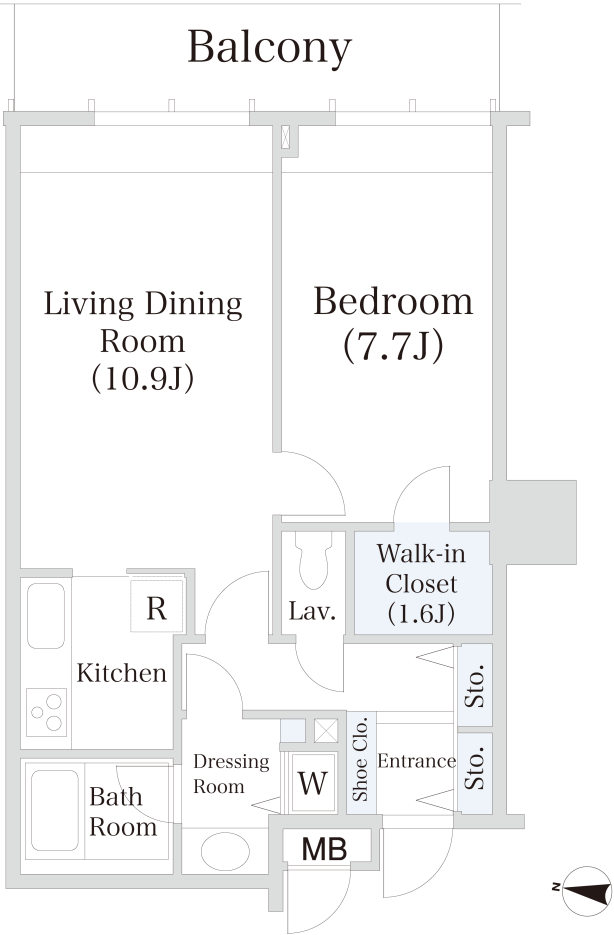 Balcony
Living Dining
Room
(10.9J)
Bedroom
(7.7J)
Walk-in
Closet
(1.6J)
Lav.
R
Kitchen
Sto.
Dressing
Room
Shoe Clo.
Entrance
Sto.
W
Bath
Room
MB
N